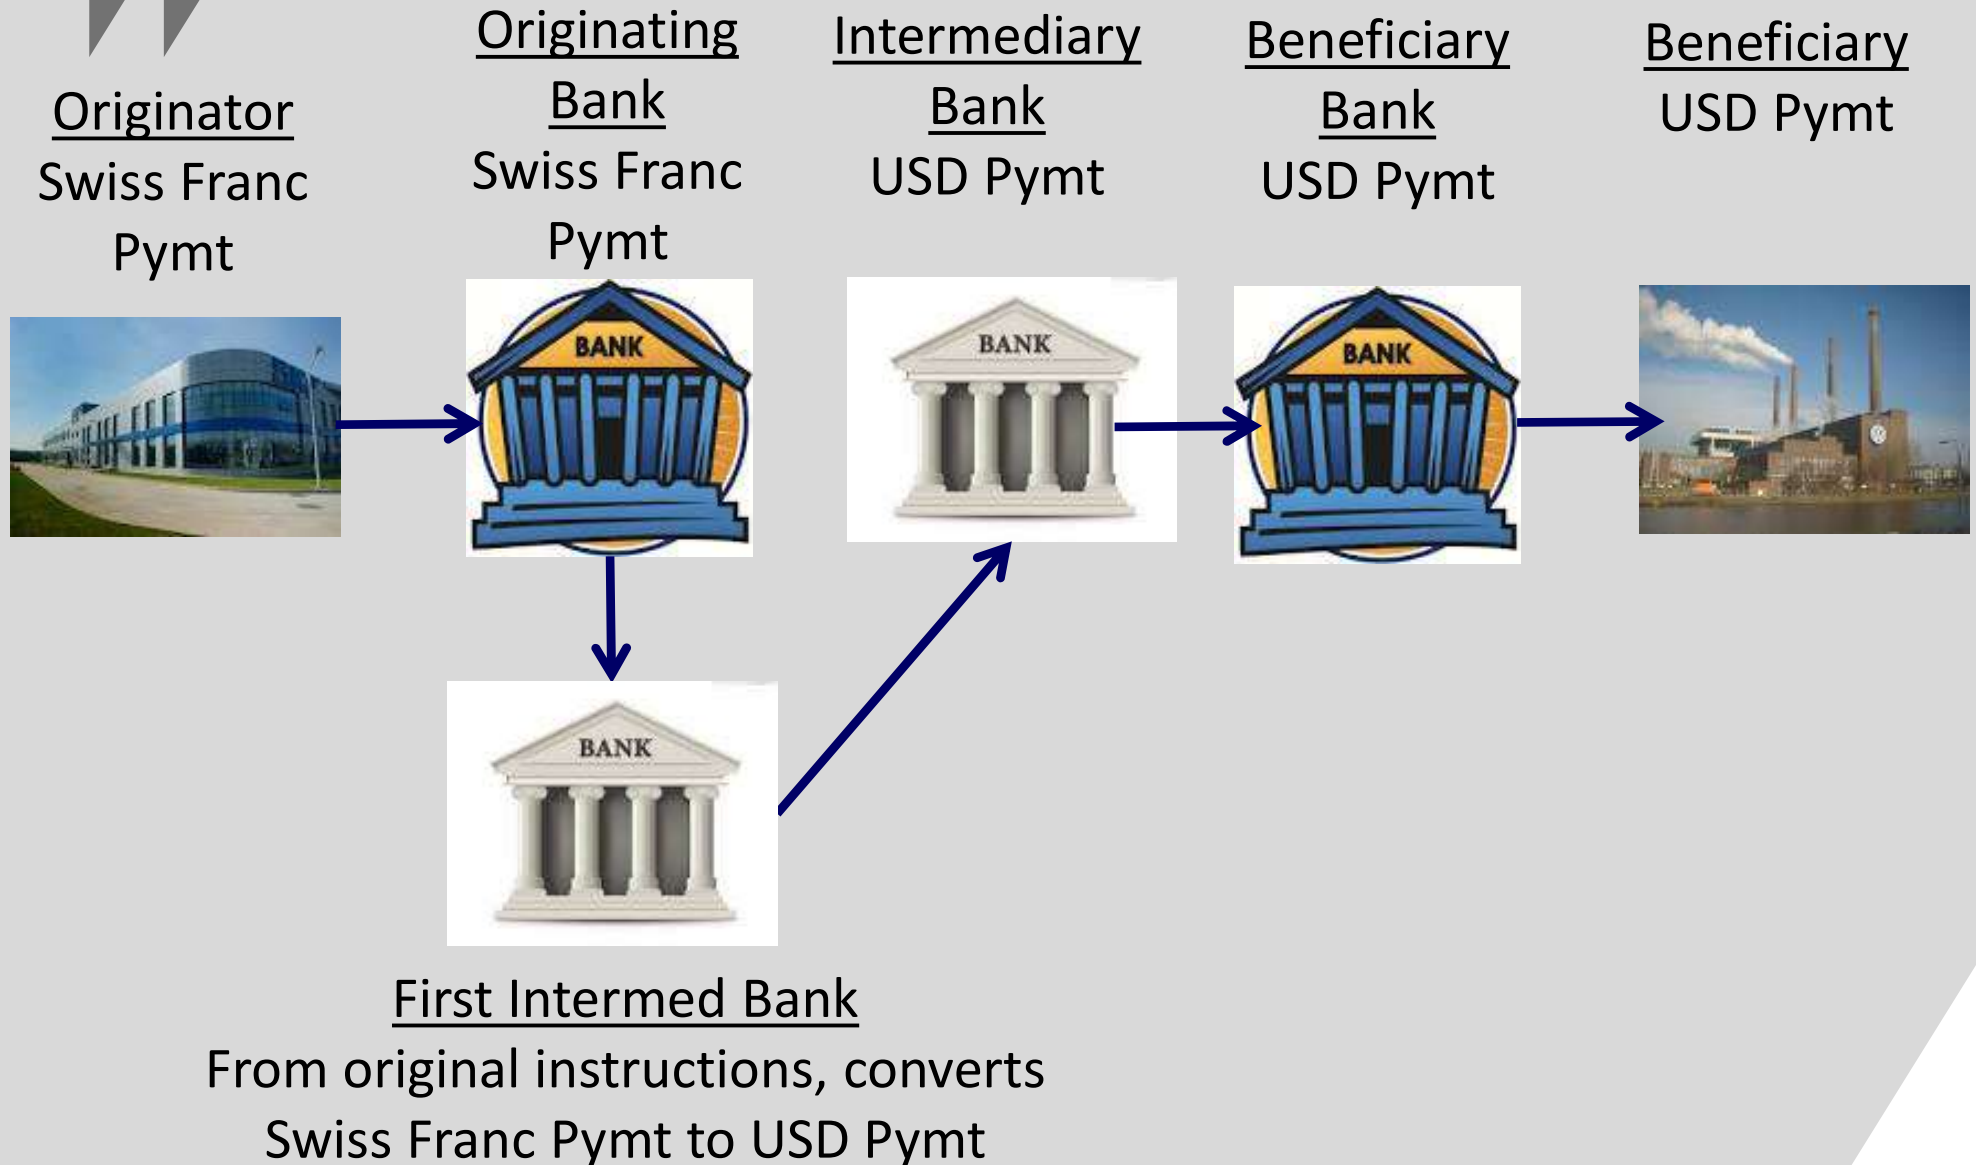 Originator
Swiss Franc
Pymt
Originating
Bank
Swiss Franc
Pymt
Intermediary
Bank
USD Pymt
Beneficiary
Bank
USD Pymt
Beneficiary
USD Pymt
BANK
BANK
BANK
BANK
First Intermed Bank
From original instructions, converts
Swiss Franc Pymt to USD Pymt